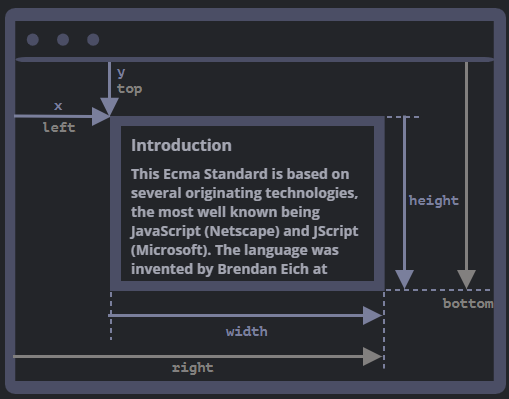 y
top
x
left
Introduction
This Ecma Standard is based on
several originating technologies,
the most well known being
JavaScript (Netscape) and JScript
(Microsoft). The language was
invented by Brendan Eich at
height
bottom
width
right